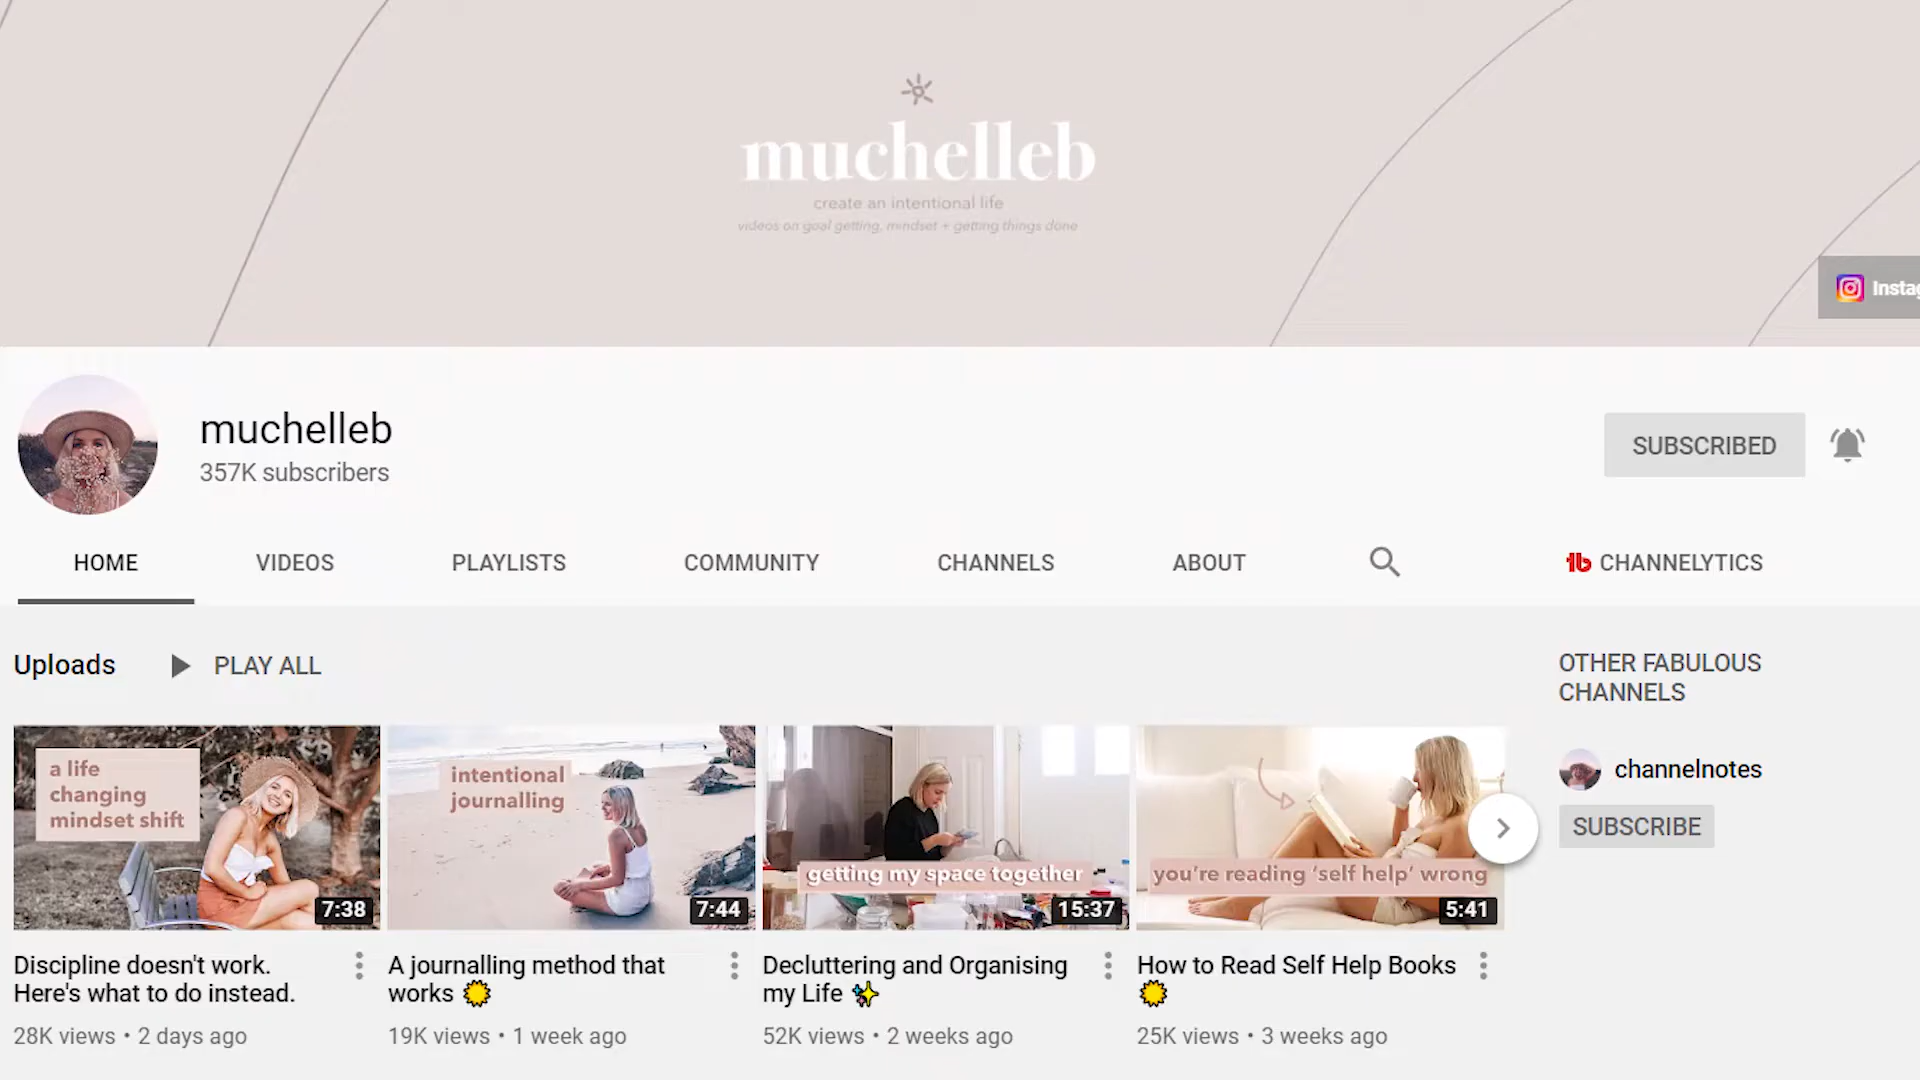 muchelleb
create an intentional life
videos on goal getting, mindset + getting things done
muchelleb
357K subscribers
SUBSCRIBED
HOME
VIDEOS
PLAYLISTS
COMMUNITY
CHANNELS
ABOUT
CHANNELYTICS
Uploads
PLAY ALL
OTHER FABULOUS
CHANNELS
channelnotes
SUBSCRIBE
a life
changing
mindset shift
7:38
intentional
journalling
7:44
getting my space together
15:37
you're reading 'self help' wrong
5:41
Discipline doesn't work.
Here's what to do instead.
28K views • 2 days ago
A journalling method that
works
19K views • 1 week ago
Decluttering and Organising
my Life
52K views • 2 weeks ago
How to Read Self Help Books
25K views • 3 weeks ago